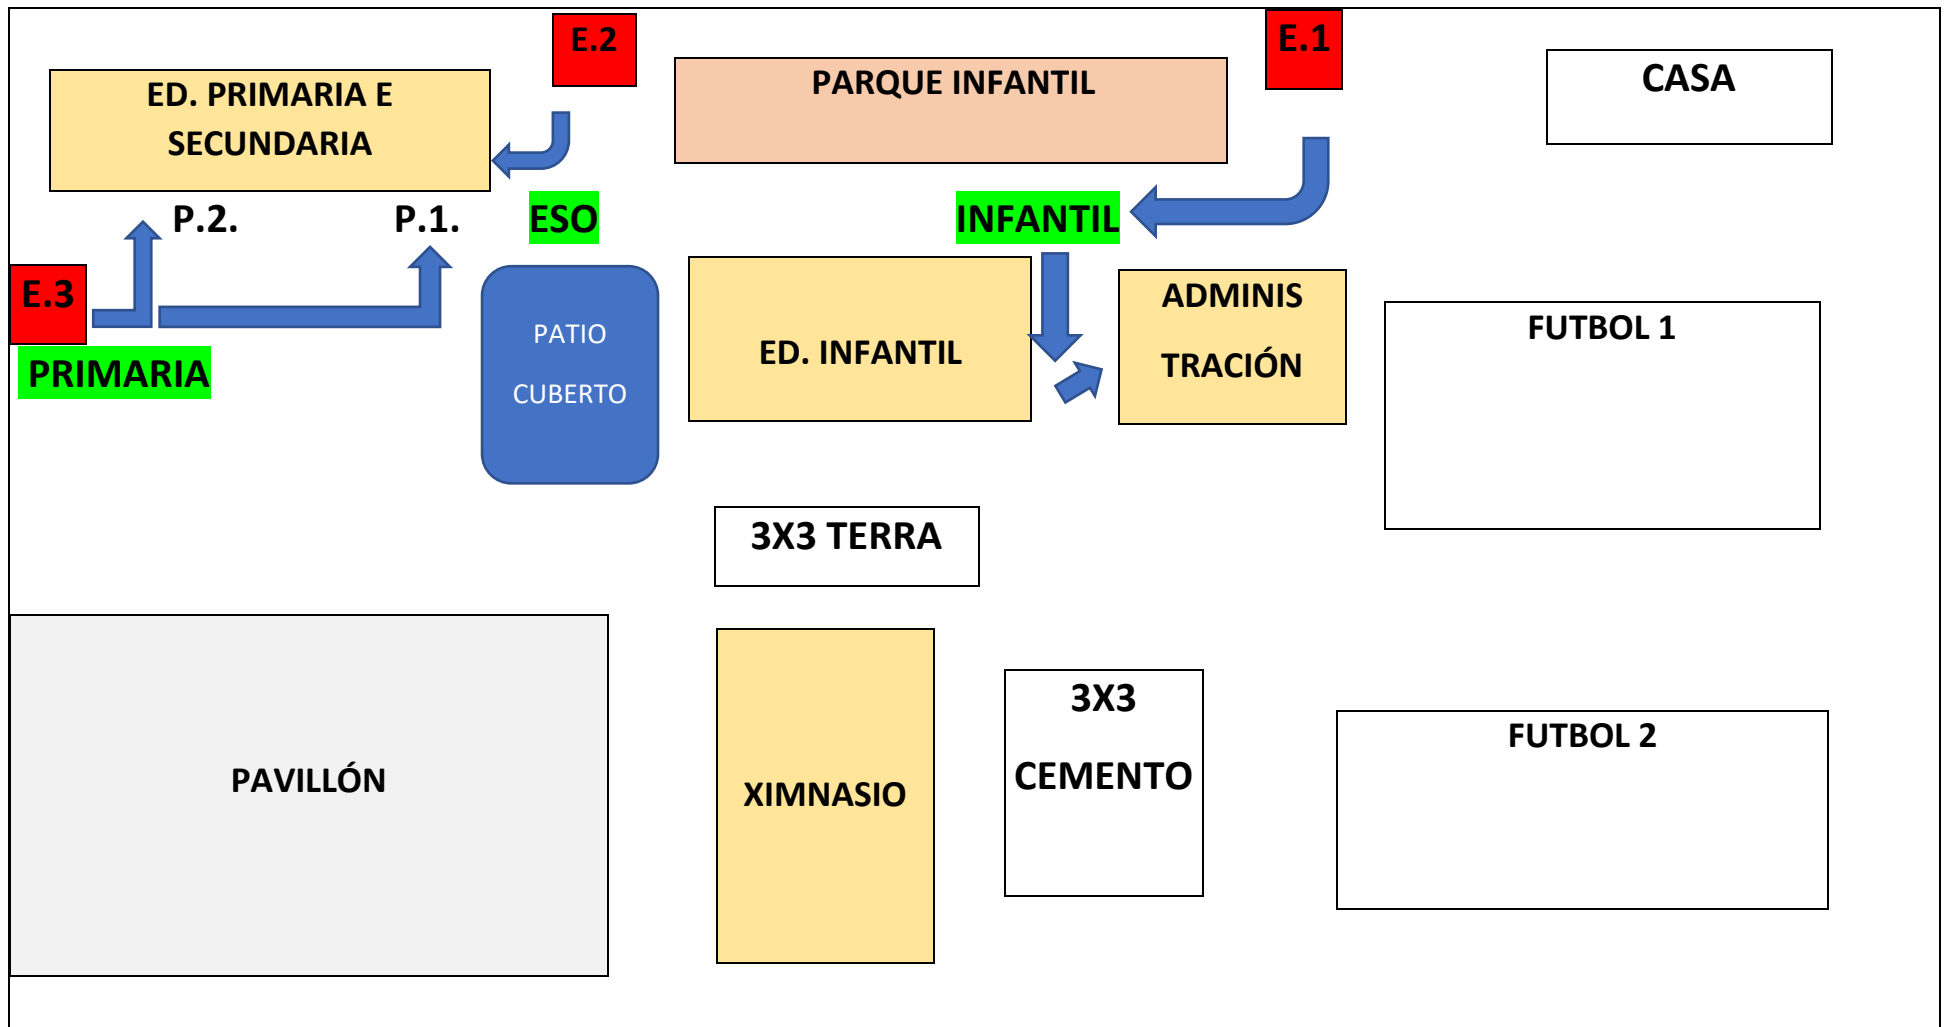 E.2
E.1
PARQUE INFANTIL
CASA
ED. PRIMARIA E
SECUNDARIA
P.2.
P.1.
ESO
INFANTIL
E.3
PRIMARIA
PATIO
CUBERTO
ED. INFANTIL
ADMINIS
TRACIÓN
FUTBOL 1
3X3 TERRA
PAVILLÓN
XIMNASIO
3X3
CEMENTO
FUTBOL 2